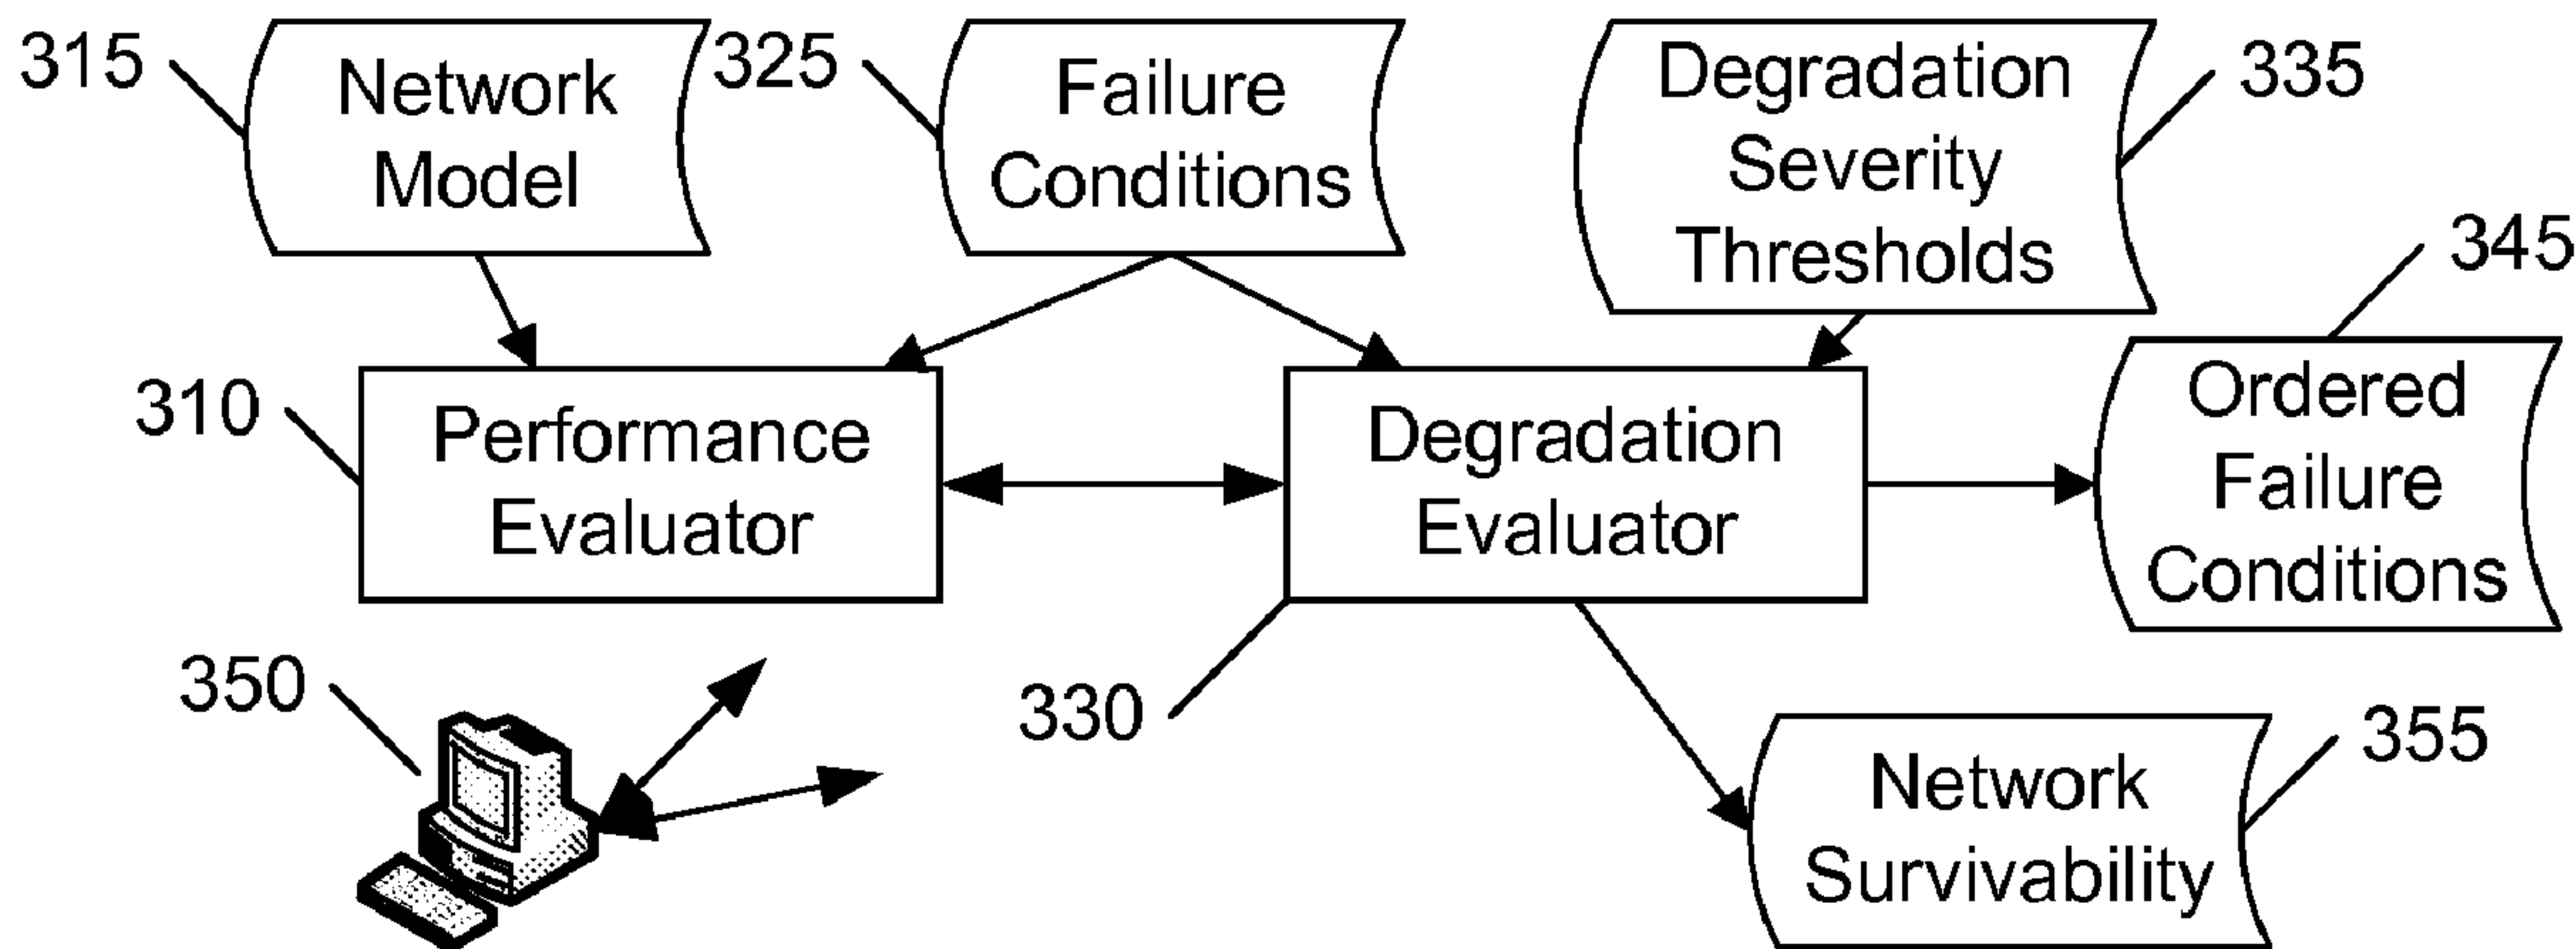 315
Network
Model
325
Failure
Conditions
Degradation
Severity
Thresholds
335
345
310
Performance
Evaluator
Degradation
Evaluator
Ordered
Failure
Conditions
350
330
Network
Survivability
355